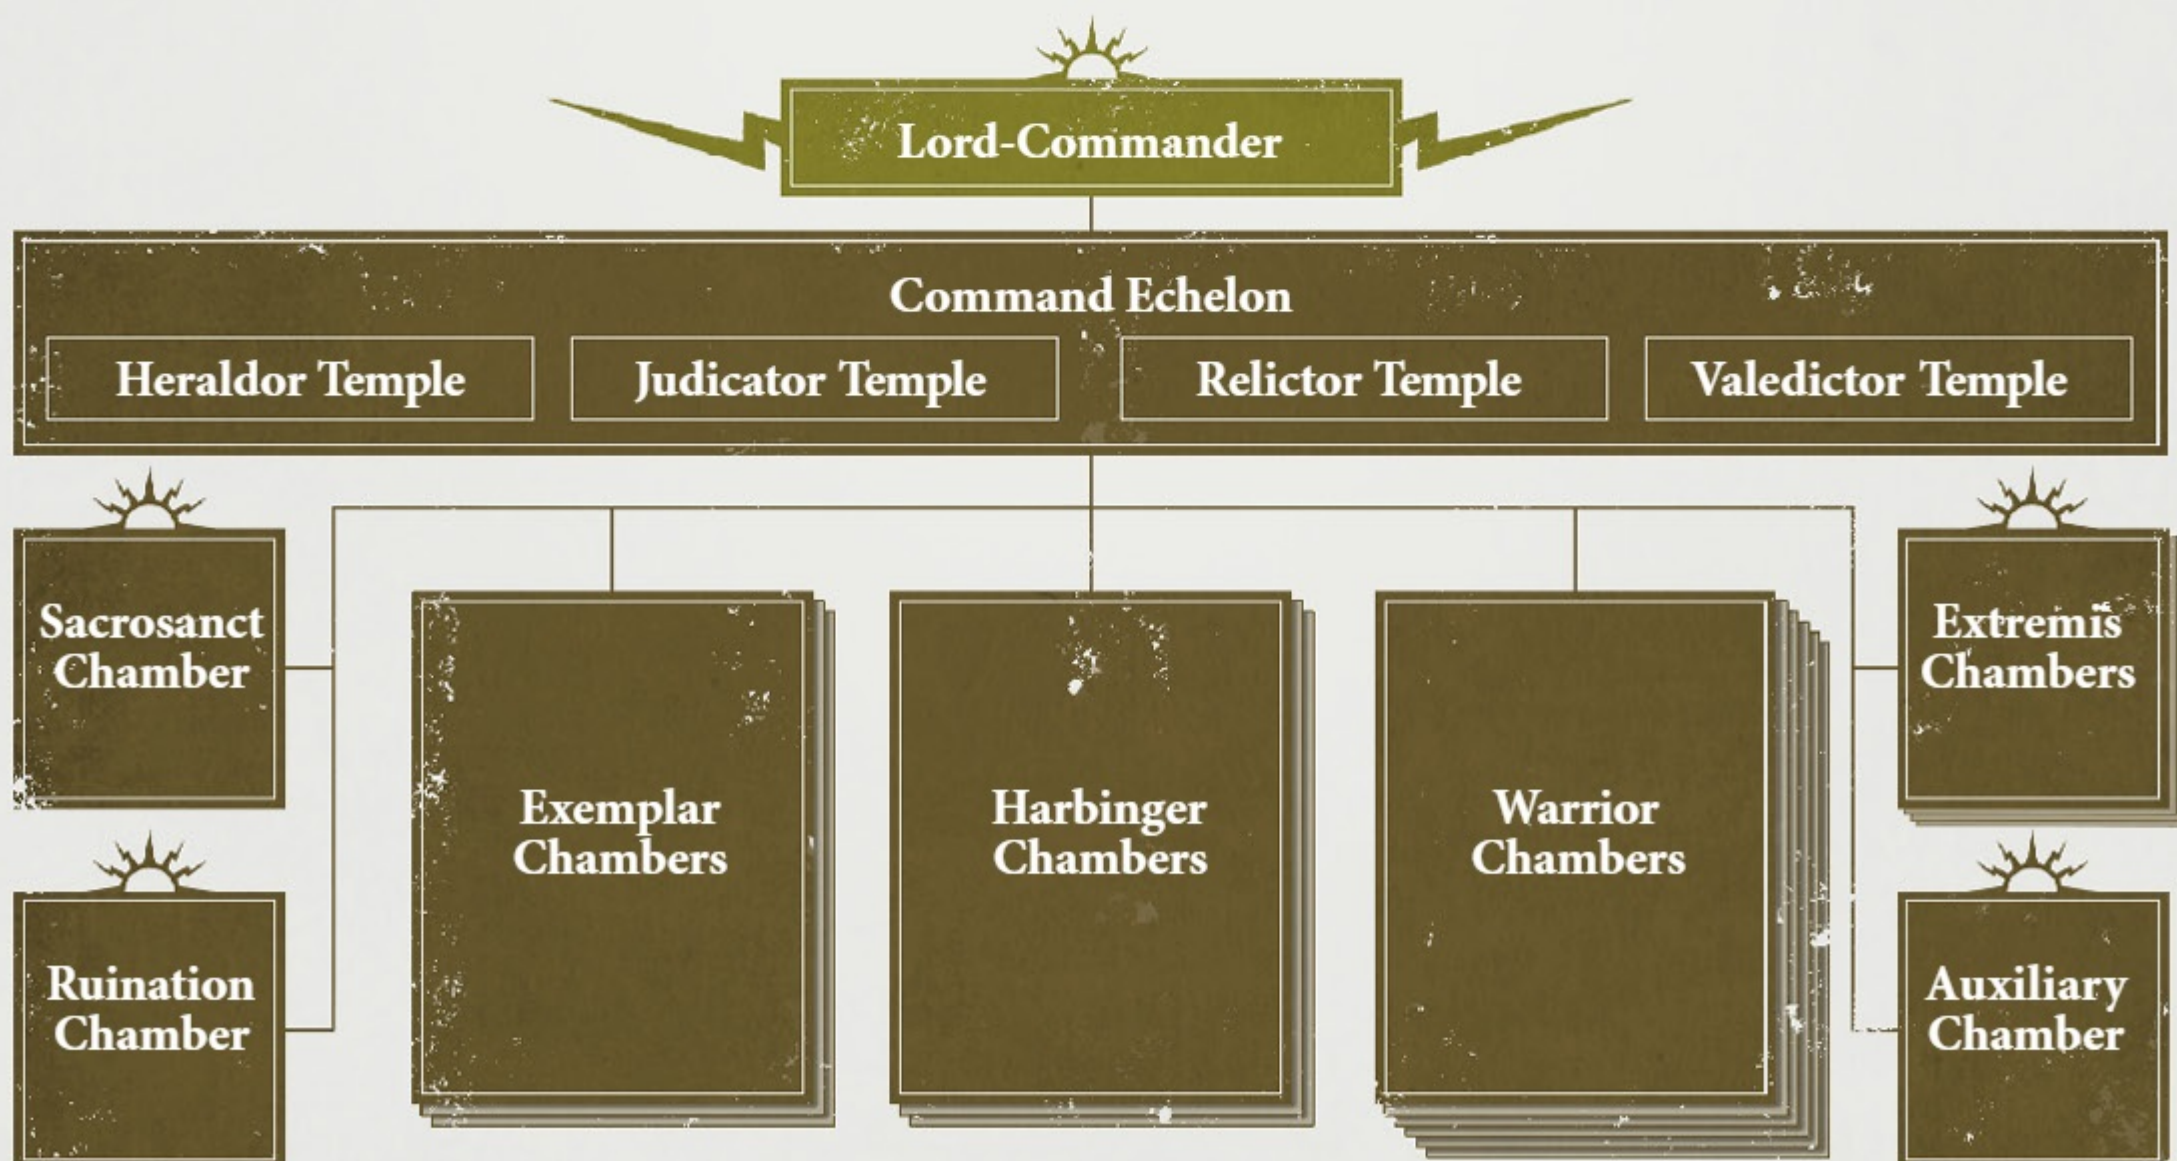 Lord-Commander
Command Echelon
Heraldor Temple
Judicator Temple
Relictor Temple
Valedictor Temple
Sacrosanct
Chamber
Extremis
Chambers
Exemplar
Chambers
Harbinger
Chambers
Warrior
Chambers
Ruination
Chamber
Auxiliary
Chamber